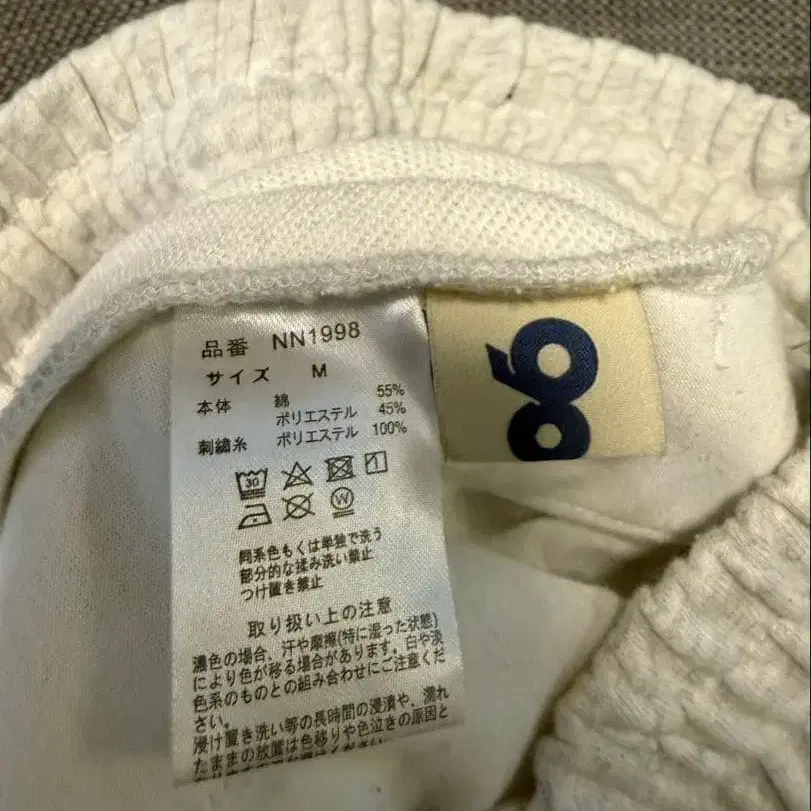 品番 NN1998
サイズ M
本体 綿 55%
ポリエステル 45%
刺繍糸 ポリエステル 100%
30
1
W
同系色もくは単独で洗う
部分的な揉み洗い禁止
つけ置き禁止
取り扱い上の注意
濃色の場合、汗や摩擦(特に湿った状態)
により色が移る場合があります。白や淡
色系のものとの組み合わせにご注意くだ
さい。
浸け置き洗い等の長時間の浸漬や、濡れ
たままの放置は色移りや色泣きの原因と